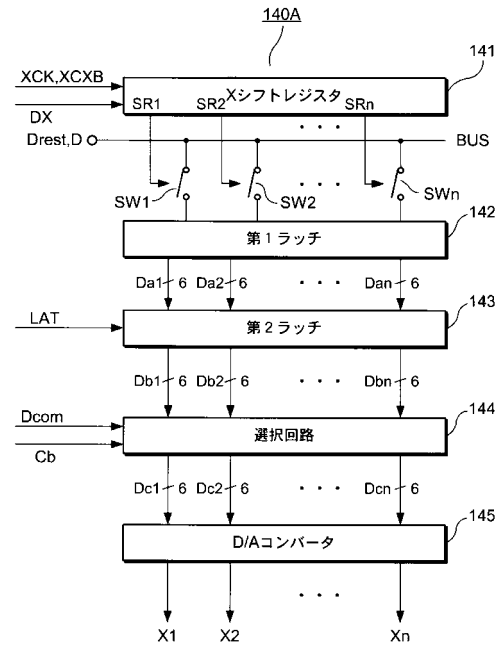 140A
141
XCK,XCXB
Xシフトレジスタ
SR1 SR2 SRn
DX
. . .
Drest,D
BUS
SW1 SW2 . . . SWn
142
第1ラッチ
Da1 6 Da2 6 . . . Dan 6
143
LAT
第2ラッチ
Db1 6 Db2 6 . . . Dbn 6
144
Dcom
選択回路
Cb
Dc1 6 Dc2 6 . . . Dcn 6
145
D/Aコンバータ
. . .
X1 X2 Xn